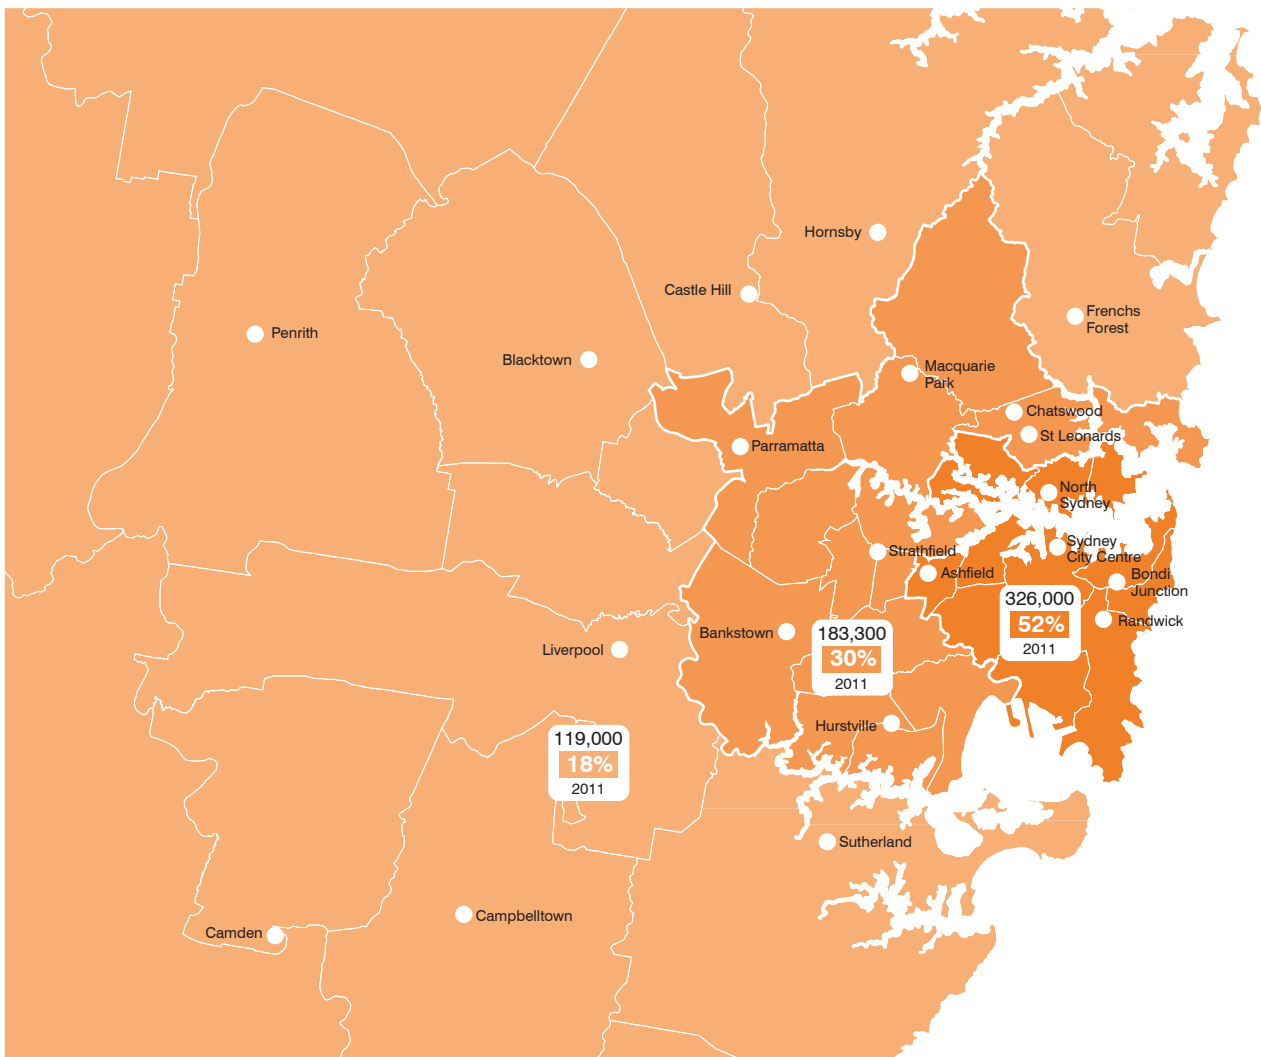 Hornsby
Castle Hill
Frenchs
Forest
Penrith
Blacktown
Macquarie
Park
Chatswood
St Leonards
Parramatta
North
Sydney
Sydney
City Centre
Strathfield
Ashfield
Bondi
Junction
326,000
52%
2011
Randwick
Bankstown
183,300
30%
2011
Liverpool
Hurstville
119,000
18%
2011
Sutherland
Campbelltown
Camden